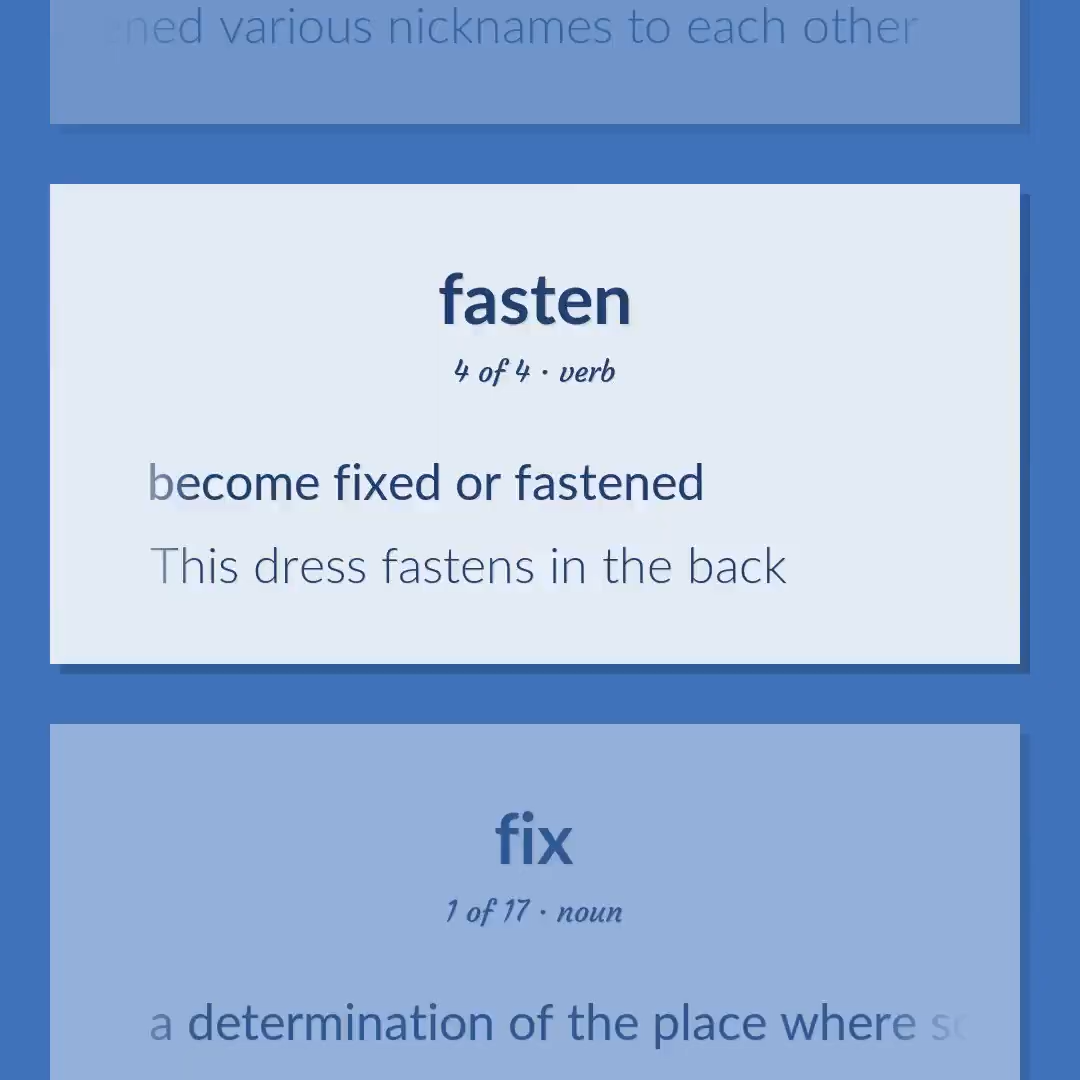 various nicknames to each other
fasten
4 of 4 · verb
become fixed or fastened
This dress fastens in the back
fix
1 of 17 · noun
a determination of the place where